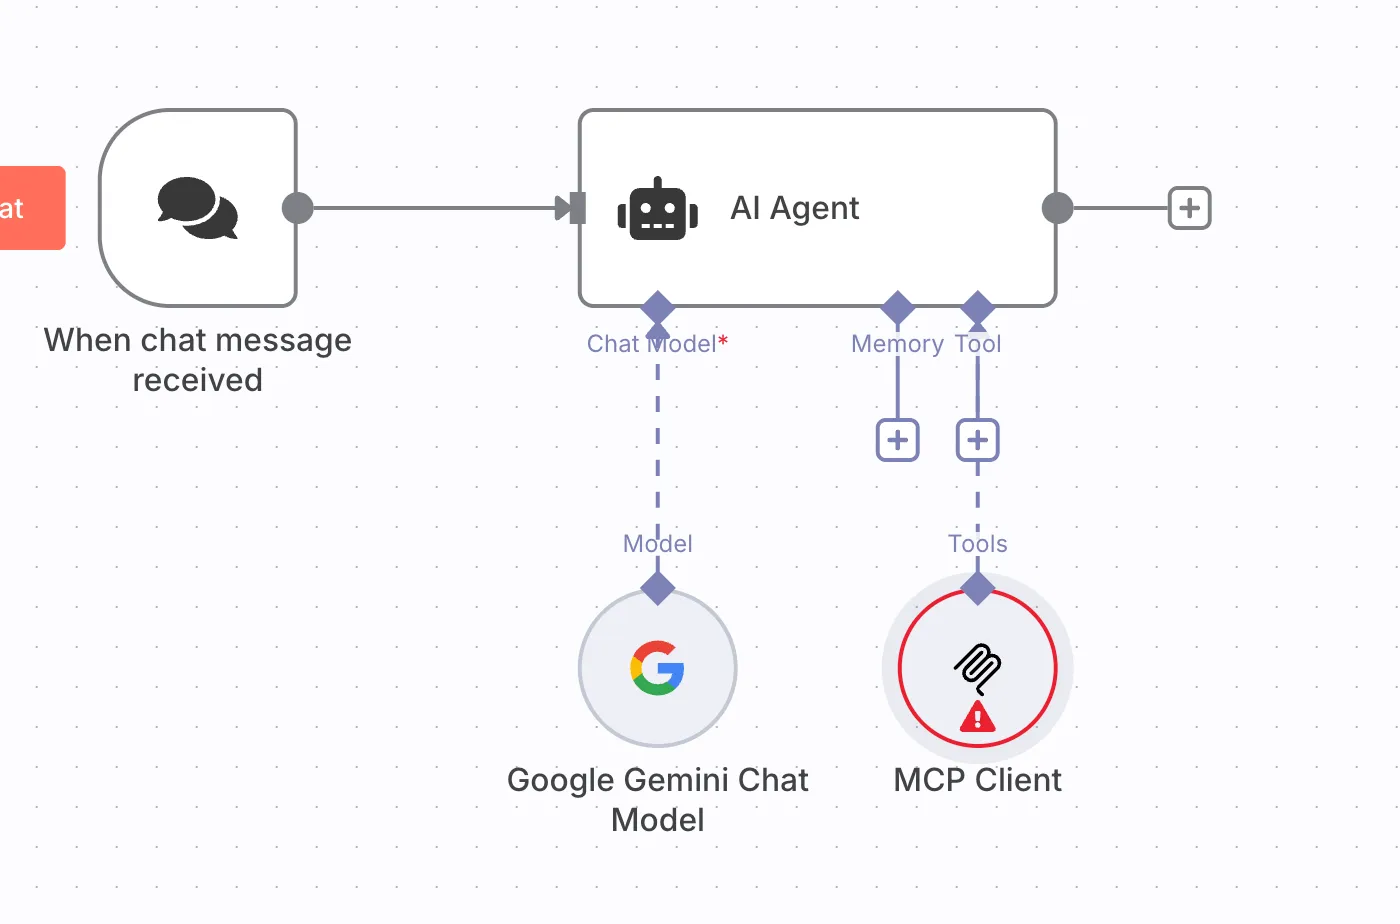 at
AI Agent
When chat message
received
Chat Model*
Memory
Tool
Model
Tools
Google Gemini Chat
Model
MCP Client